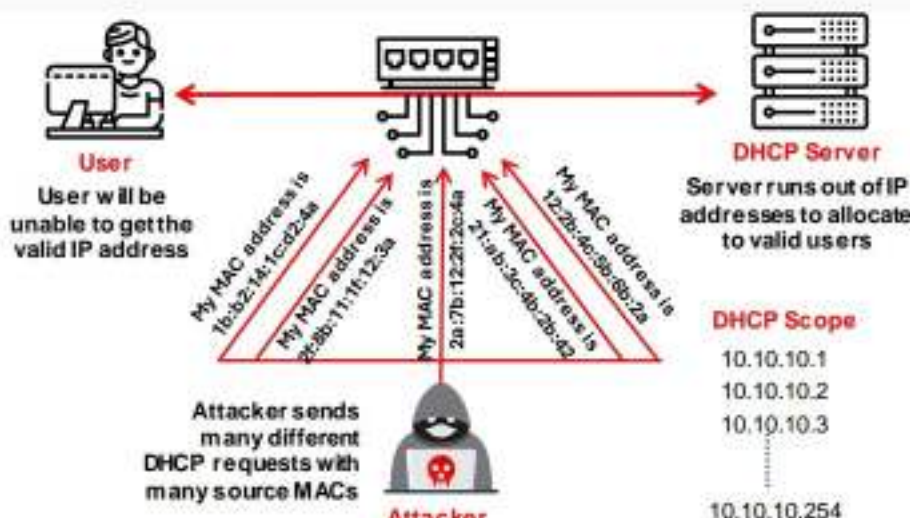 User
User will be
unable to get the
valid IP address
DHCP Server
Server runs out of IP
addresses to allocate
to valid users
My MAC address is
1b:b2:14:1c:d2:4a
My MAC address is
2f:8b:11:1f:12:3a
My MAC address is
2a:7b:12:2f:2c:4a
My MAC address is
21:ab:3c:4b:2b:42
My MAC address is
12:2b:4c:5b:6b:2a
DHCP Scope
10.10.10.1
10.10.10.2
10.10.10.3
10.10.10.254
Attacker sends
many different
DHCP requests with
many source MACs
Attacker